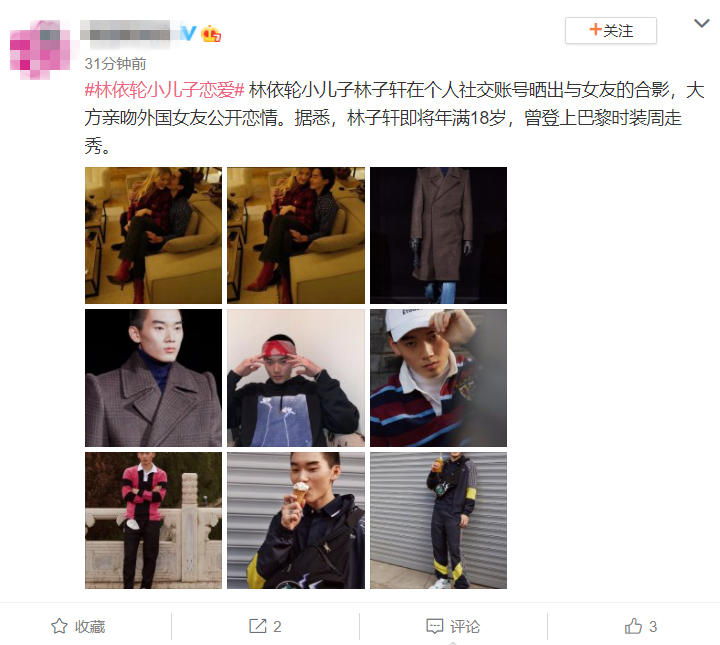 关注
31分钟前
#林依轮小儿子恋爱# 林依轮小儿子林子轩在个人社交账号晒出与女友的合影，大
方亲吻外国女友公开恋情。据悉，林子轩即将年满18岁，曾登上巴黎时装周走
秀。
收藏 2 评论 3